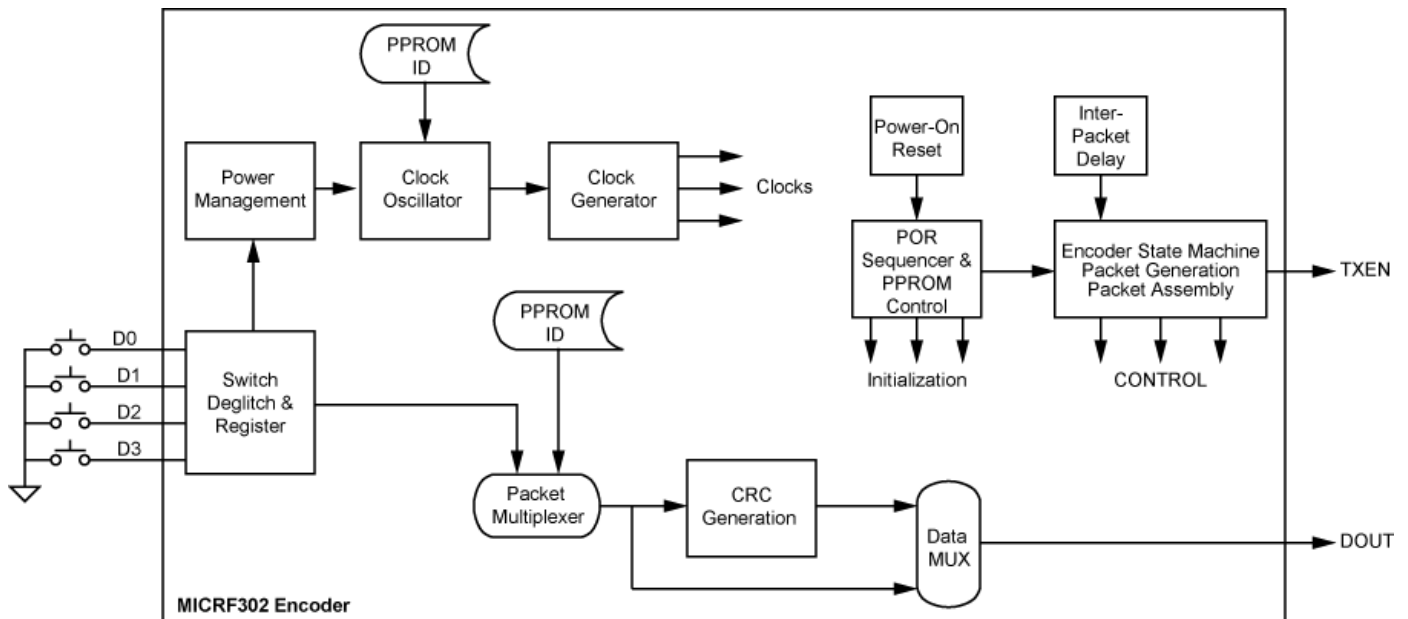 PPROM
ID
Power-On
Reset
Inter-
Packet
Delay
Power
Management
Clock
Oscillator
Clock
Generator
Clocks
POR
Sequencer &
PPROM
Control
Encoder State Machine
Packet Generation
Packet Assembly
TXEN
Initialization
CONTROL
PPROM
ID
D0
D1
D2
D3
Switch
Deglitch &
Register
Packet
Multiplexer
CRC
Generation
Data
MUX
DOUT
MICRF302 Encoder